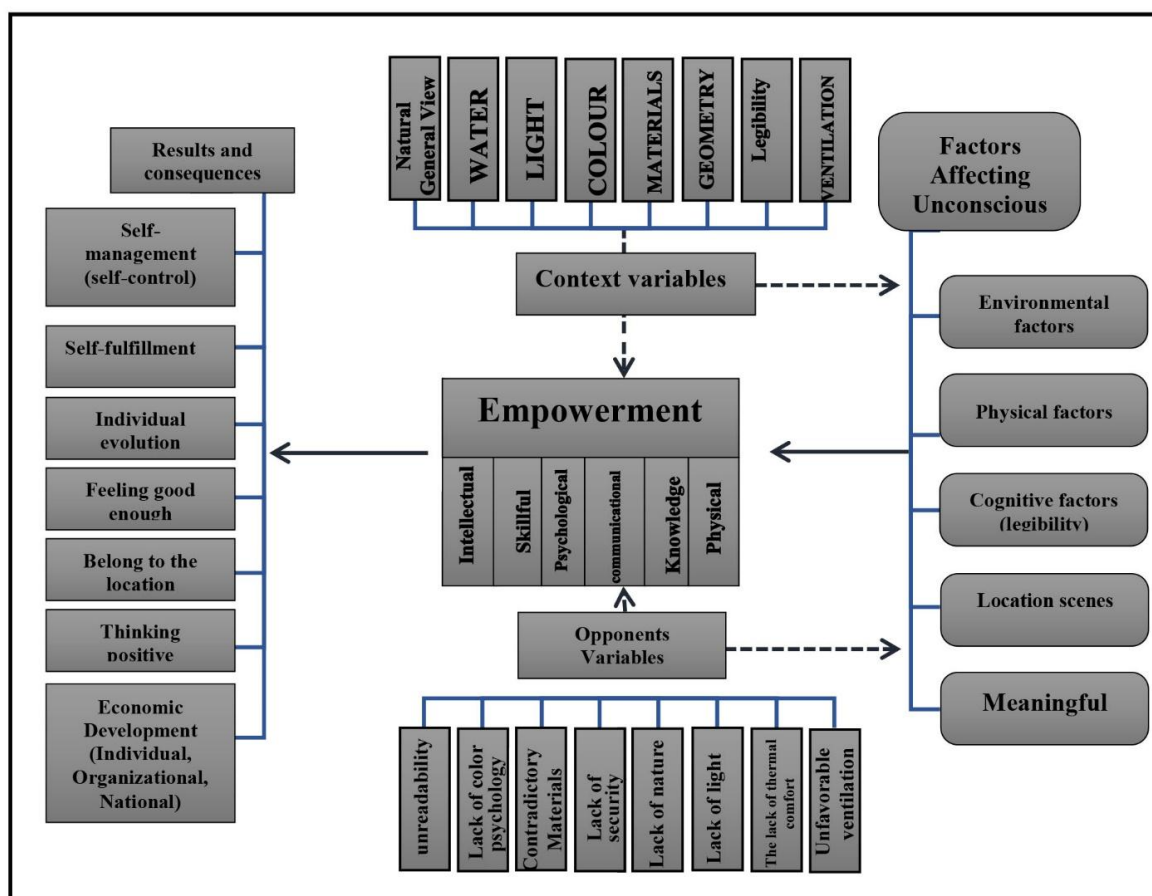 Natural
General View
WATER
LIGHT
COLOUR
MATERIALS
GEOMETRY
Legibility
VENTILATION
Results and
consequences
Self-
management
(self-control)
Self-fulfillment
Individual
evolution
Feeling good
enough
Belong to the
location
Thinking
positive
Economic
Development
(Individual,
Organizational,
National)
Context variables
Empowerment
Intellectual
Skillful
Psychological
communicational
Knowledge
Physical
Opponents
Variables
unreadability
Lack of color
psychology
Contradictory
Materials
Lack of
security
Lack of nature
Lack of light
The lack of thermal
comfort
Unfavorable
ventilation
Factors
Affecting
Unconscious
Environmental
factors
Physical factors
Cognitive factors
(legibility)
Location scenes
Meaningful